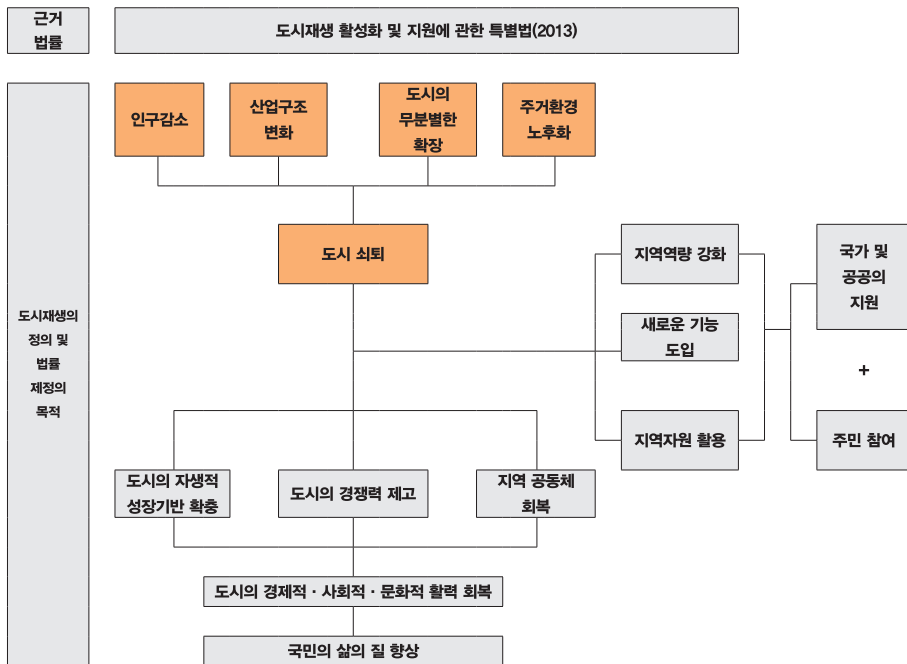 근거
법률
도시재생 활성화 및 지원에 관한 특별법(2013)
도시재생의
정의 및
법률
제정의
목적
인구감소
산업구조
변화
도시의
무분별한
확장
주거환경
노후화
도시 쇠퇴
지역역량 강화
새로운 기능
도입
지역자원 활용
국가 및
공공의
지원
+
주민 참여
도시의 자생적
성장기반 확충
도시의 경쟁력 제고
지역 공동체
회복
도시의 경제적 · 사회적 · 문화적 활력 회복
국민의 삶의 질 향상